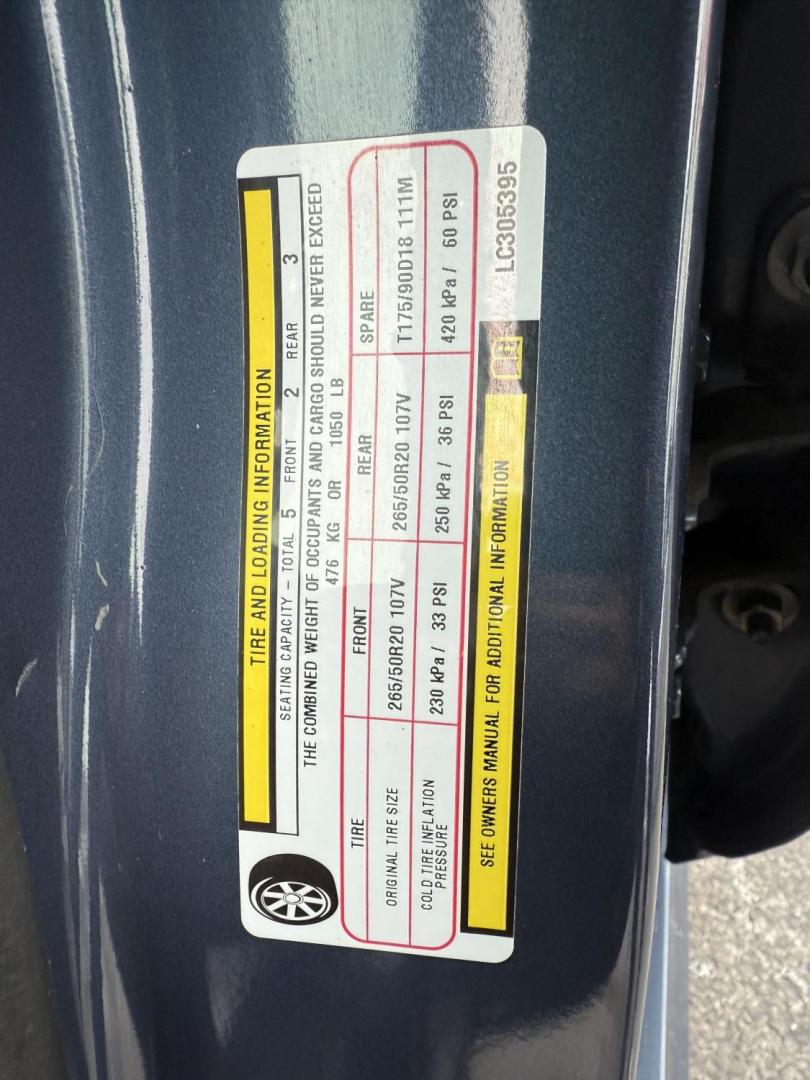 TIRE AND LOADING INFORMATION
SEATING CAPACITY – TOTAL 5 FRONT 2 REAR 3
THE COMBINED WEIGHT OF OCCUPANTS AND CARGO SHOULD NEVER EXCEED
476 KG OR 1050 LB
TIRE FRONT REAR SPARE
ORIGINAL TIRE SIZE 265/50R20 107V 265/50R20 107V T175/90D18 111M
COLD TIRE INFLATION
PRESSURE 230 kPa / 33 PSI 250 kPa / 36 PSI 420 kPa / 60 PSI
SEE OWNERS MANUAL FOR ADDITIONAL INFORMATION
LC305395